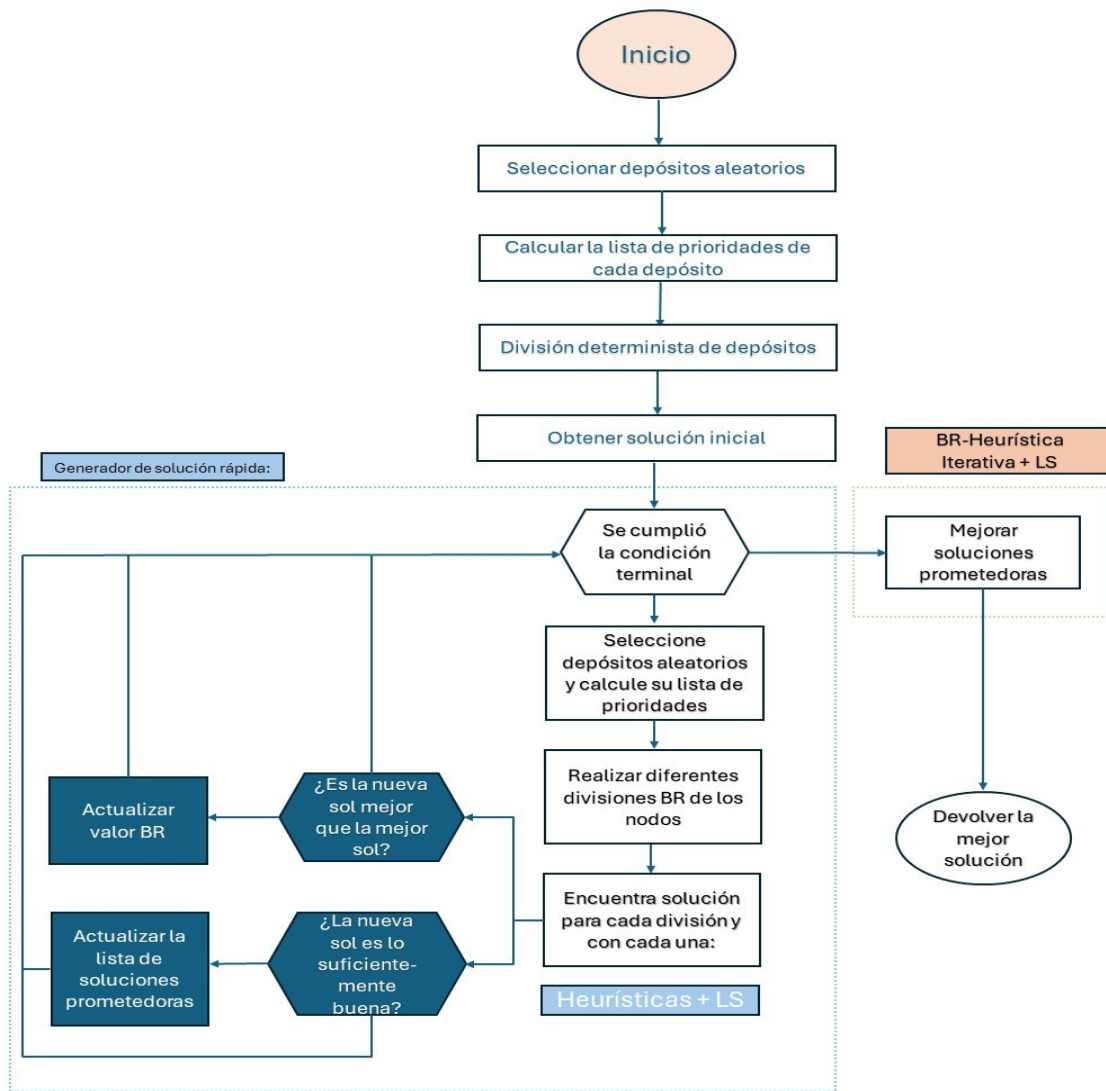 Inicio
Seleccionar depósitos aleatorios
Calcular la lista de prioridades de
cada depósito
División determinista de depósitos
Obtener solución inicial
BR-Heurística
Iterativa + LS
Generador de solución rápida:
Se cumplió
la condición
terminal
Mejorar
soluciones
prometedoras
Seleccione
depósitos aleatorios
y calcule su lista de
prioridades
Realizar diferentes
divisiones BR de los
nodos
¿Es la nueva
sol mejor
que la mejor
sol?
Actualizar
valor BR
Devolver la
mejor
solución
Encuentra solución
para cada división y
con cada una:
¿La nueva
sol es lo
suficiente-
mente
buena?
Actualizar la
lista de
soluciones
prometedoras
Heurísticas + LS